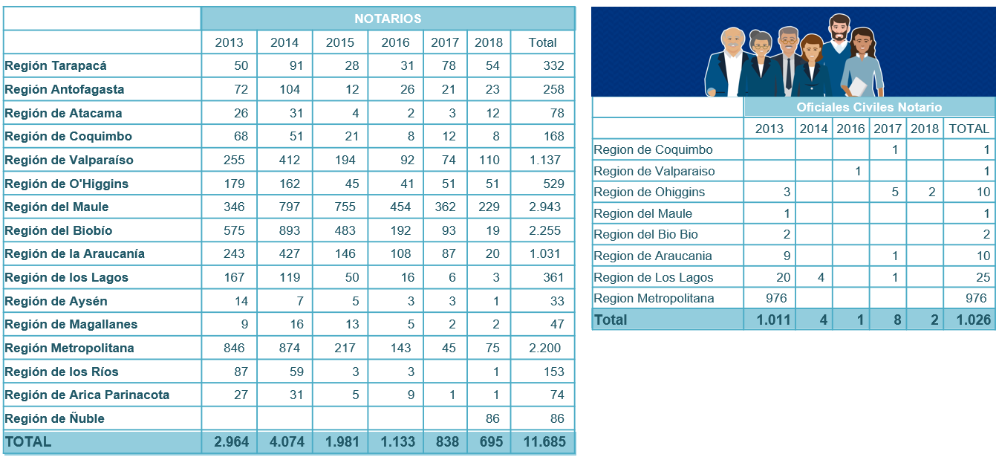 NOTARIOS
2013 2014 2015 2016 2017 2018 Total
Región Tarapacá 50 91 28 31 78 54 332
Región Antofagasta 72 104 12 26 21 23 258
Región de Atacama 26 31 4 2 3 12 78
Región de Coquimbo 68 51 21 8 12 8 168
Región de Valparaíso 255 412 194 92 74 110 1.137
Región de O'Higgins 179 162 45 41 51 51 529
Región del Maule 346 797 755 454 362 229 2.943
Región del Biobío 575 893 483 192 93 19 2.255
Región de la Araucanía 243 427 146 108 87 20 1.031
Región de los Lagos 167 119 50 16 6 3 361
Región de Aysén 14 7 5 3 3 1 33
Región de Magallanes 9 16 13 5 2 2 47
Región Metropolitana 846 874 217 143 45 75 2.200
Región de los Ríos 87 59 3 3 1 153
Región de Arica Parinacota 27 31 5 9 1 1 74
Región de Ñuble 86 86
TOTAL 2.964 4.074 1.981 1.133 838 695 11.685
Oficiales Civiles Notario
2013 2014 2016 2017 2018 TOTAL
Region de Coquimbo 1 1
Region de Valparaiso 1 1
Region de Ohiggins 3 5 2 10
Region del Maule 1 1
Region del Bio Bio 2 2
Region de Araucania 9 1 10
Region de Los Lagos 20 4 1 25
Region Metropolitana 976 976
Total 1.011 4 1 8 2 1.026